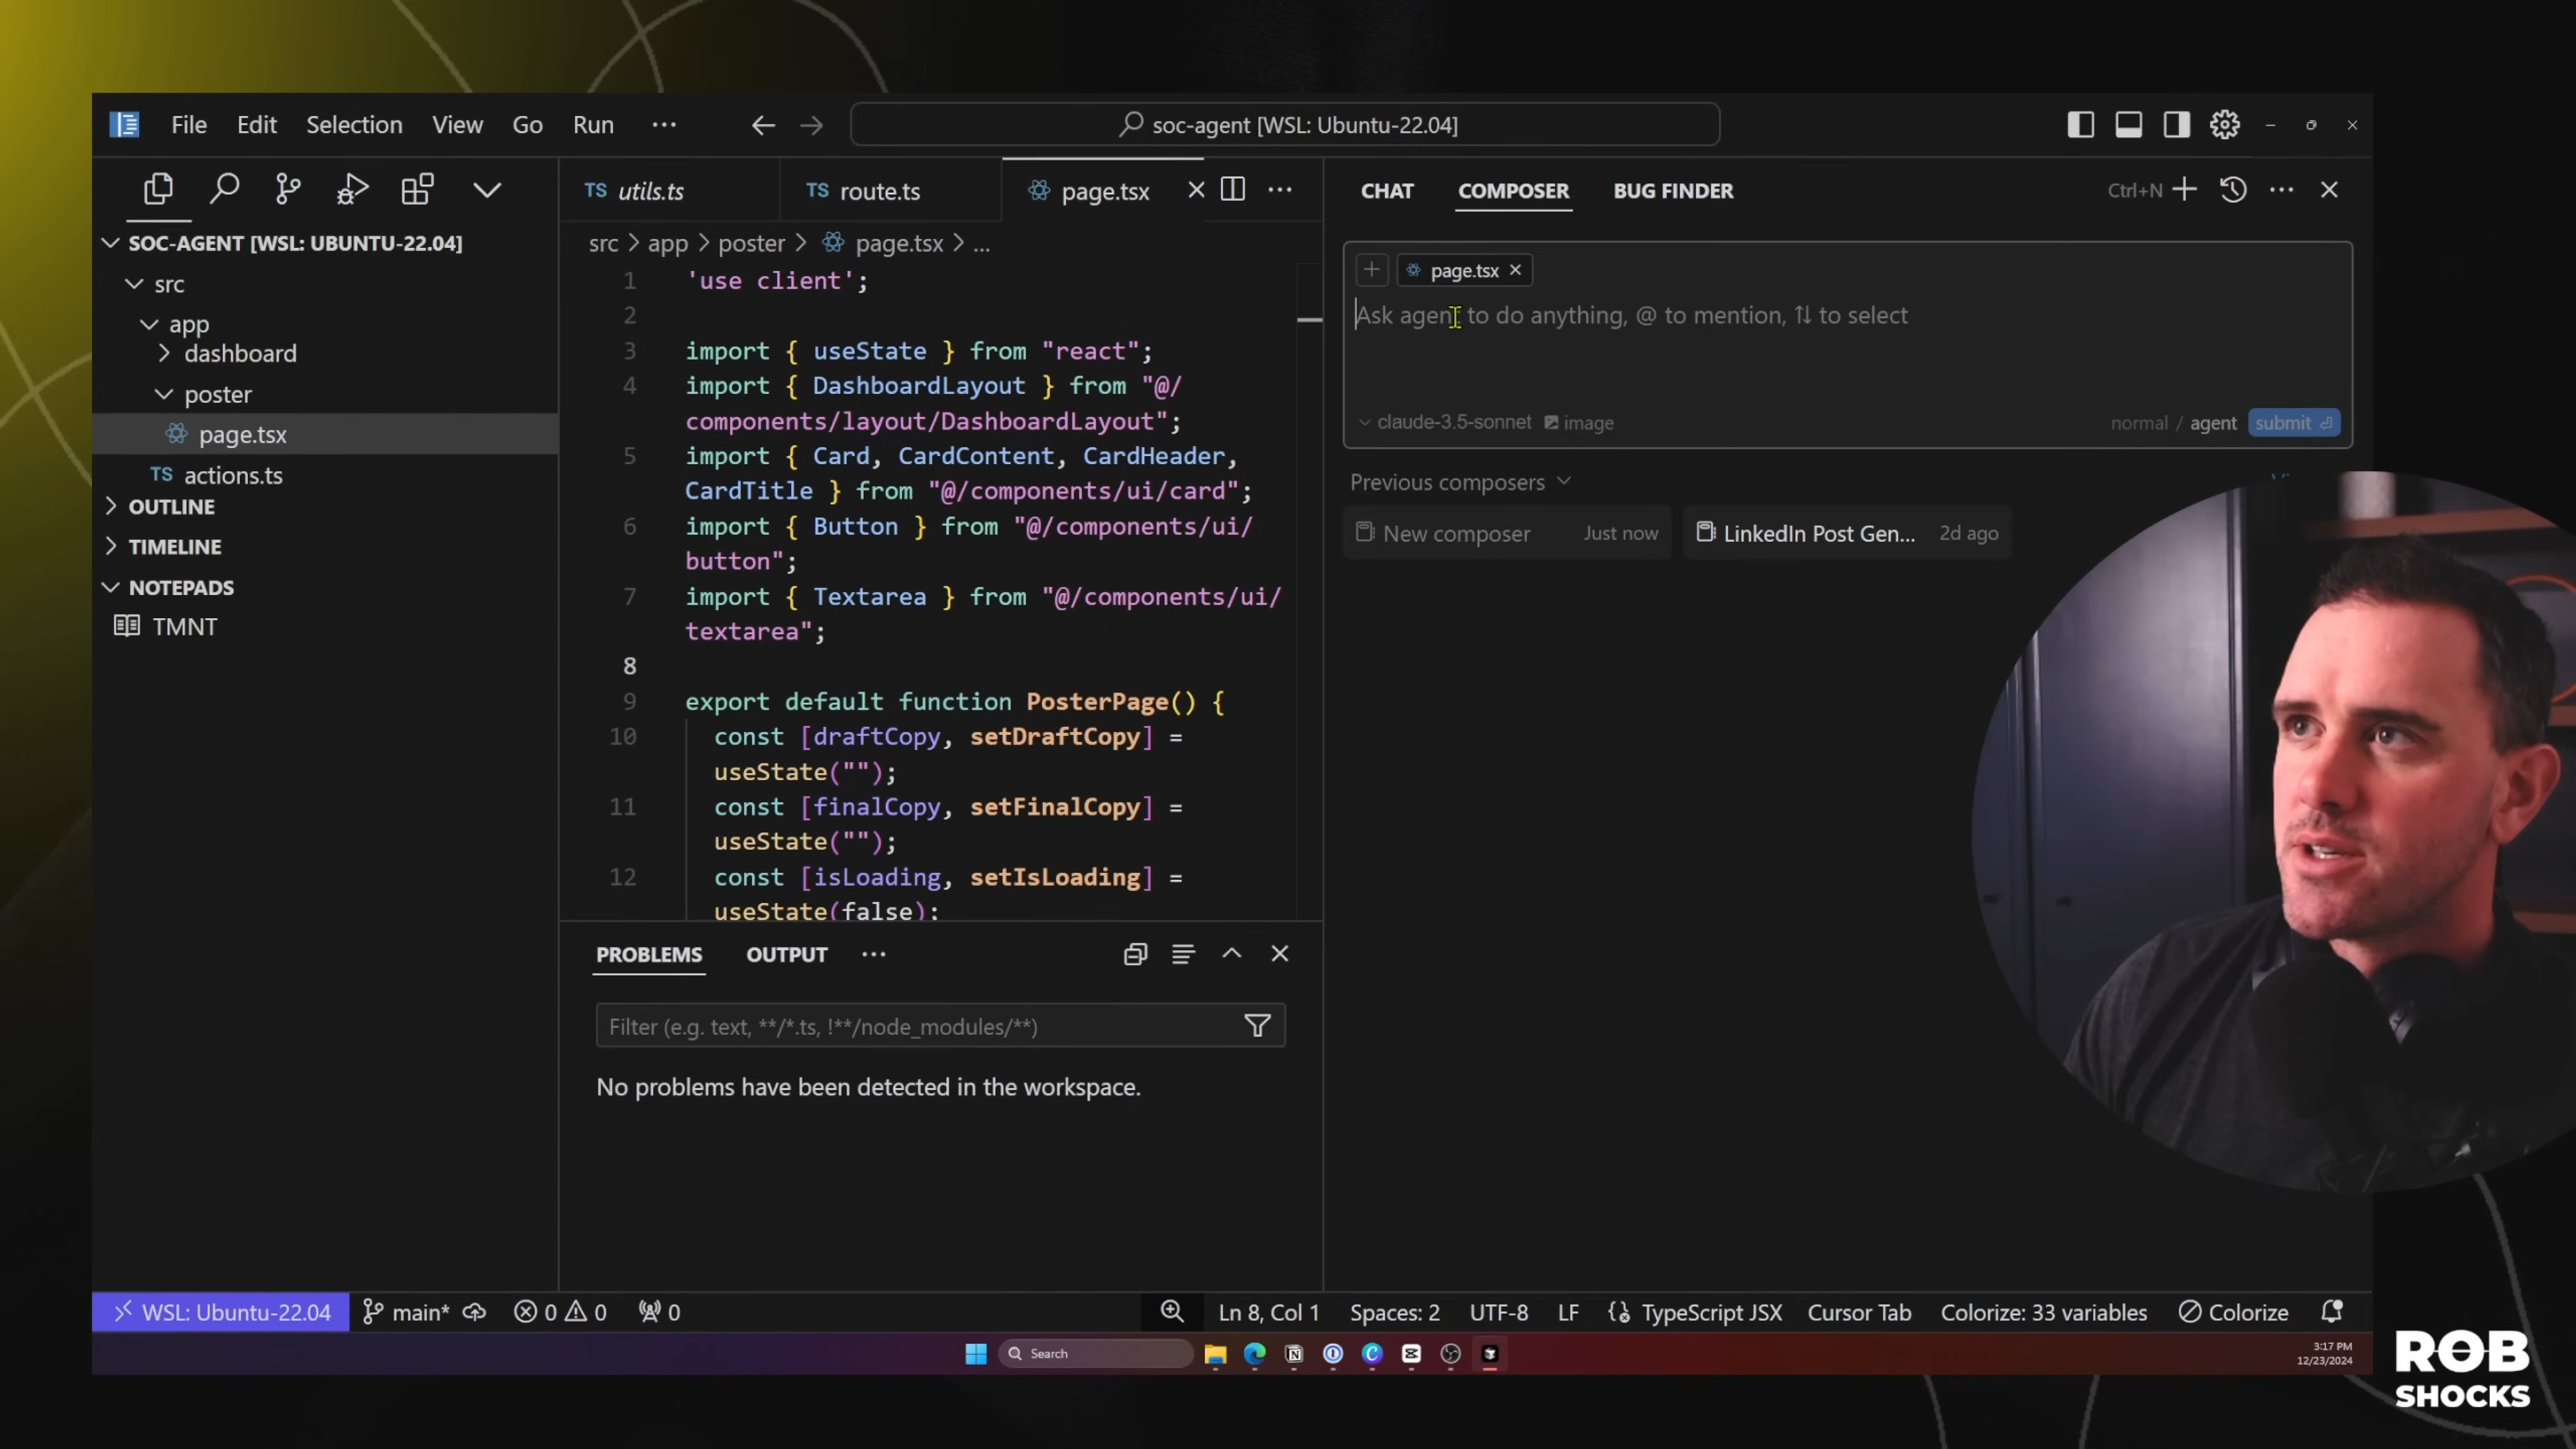 File Edit Selection View Go Run ...
soc-agent [WSL: Ubuntu-22.04]
SOC-AGENT [WSL: UBUNTU-22.04]
src
app
dashboard
poster
page.tsx
TS actions.ts
OUTLINE
TIMELINE
NOTEPADS
TMNT
TS utils.ts
TS route.ts
page.tsx
src > app > poster > page.tsx > ...
1 'use client';
2
3 import { useState } from "react";
4 import { DashboardLayout } from "@/
components/layout/DashboardLayout";
5 import { Card, CardContent, CardHeader,
CardTitle } from "@/components/ui/card";
6 import { Button } from "@/components/ui/
button";
7 import { Textarea } from "@/components/ui/
textarea";
8
9 export default function PosterPage() {
10 const [draftCopy, setDraftCopy] =
useState("");
11 const [finalCopy, setFinalCopy] =
useState("");
12 const [isLoading, setIsLoading] =
useState(false);
PROBLEMS OUTPUT ...
Filter (e.g. text, **/*.ts, !**/node_modules/**)
No problems have been detected in the workspace.
CHAT COMPOSER BUG FINDER
Ctrl+N
page.tsx
Ask agent to do anything, @ to mention, ↑↓ to select
claude-3.5-sonnet image
normal / agent submit
Previous composers
New composer Just now
LinkedIn Post Gen... 2d ago
WSL: Ubuntu-22.04 main* 0 0 0
Ln 8, Col 1 Spaces: 2 UTF-8 LF TypeScript JSX Cursor Tab Colorize: 33 variables Colorize
Search
3:17 PM
12/23/2024
ROB
SHOCKS